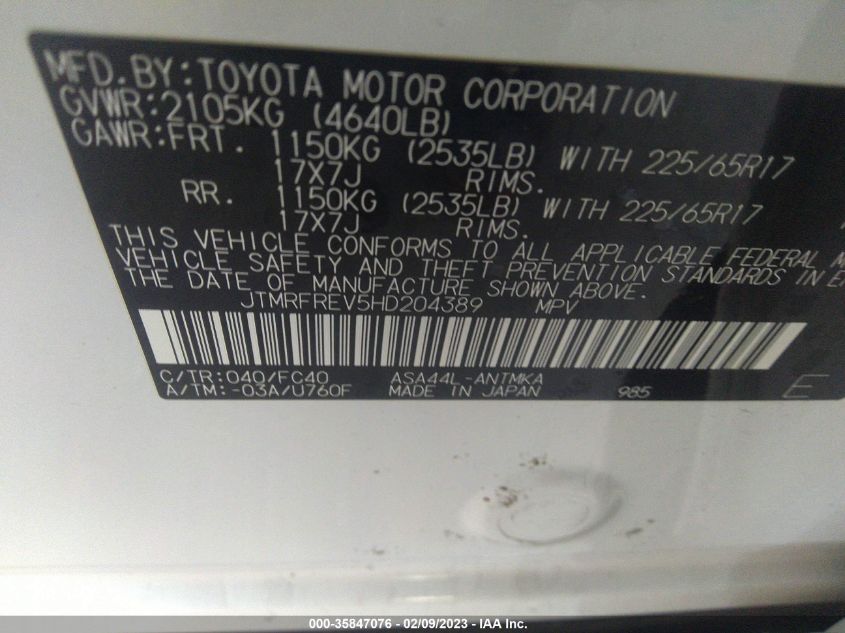 MFD.BY:TOYOTA MOTOR CORPORATION
GVWR:2105KG (4640LB)
GAWR:FRT. 1150KG (2535LB) WITH 225/65R17
17X7J RIMS.
RR. 1150KG (2535LB) WITH 225/65R17
17X7J RIMS.
THIS VEHICLE CONFORMS TO ALL APPLICABLE FEDERAL M
VEHICLE SAFETY AND THEFT PREVENTION STANDARDS IN E
THE DATE OF MANUFACTURE SHOWN ABOVE.
JTMRFREV5HD204389 MPV
C/TR:040/FC40 ASA44L-ANTMKA
A/TM:-03A/U760F MADE IN JAPAN 985 E
000-35847076 - 02/09/2023 - IAA Inc.